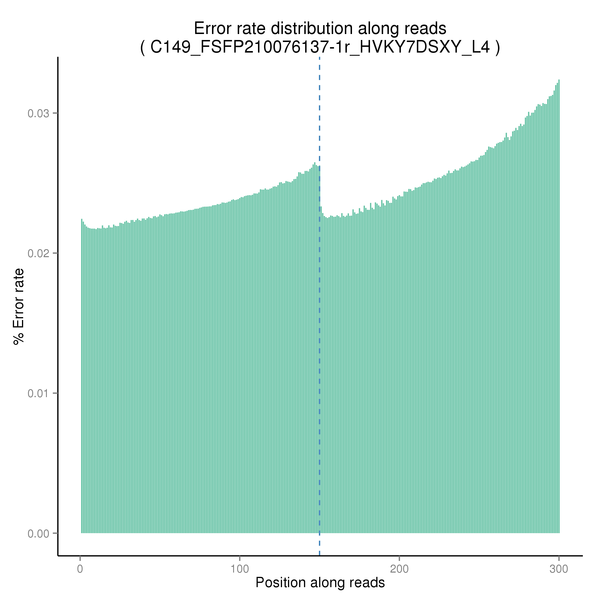 Error rate distribution along reads
( C149_FSFP210076137-1r_HVKY7DSXY_L4 )
% Error rate
0.03
0.02
0.01
0.00
0 100 200 300
Position along reads